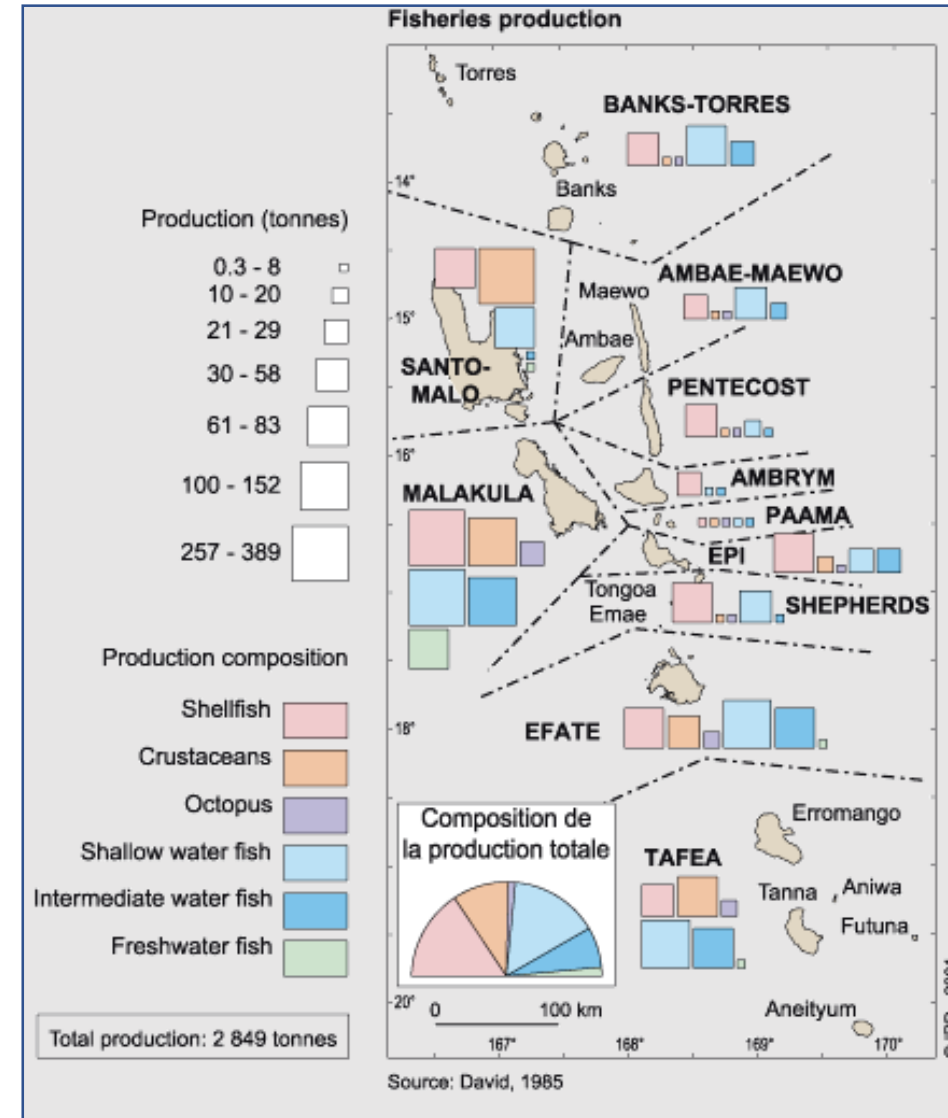 Fisheries production
Torres
BANKS-TORRES
Banks
14°
Production (tonnes)
0.3 - 8
10 - 20
21 - 29
30 - 58
61 - 83
100 - 152
257 - 389
AMBAE-MAEWO
Maewo
15°
Ambae
SANTO-
MALO
PENTECOST
16°
AMBRYM
MALAKULA
PAAMA
EPI
Tongoa
Emae
SHEPHERDS
Production composition
Shellfish
Crustaceans
Octopus
Shallow water fish
Intermediate water fish
Freshwater fish
18°
EFATE
Composition de
la production totale
Erromango
TAFEA
Tanna
Aniwa
Futuna
20°
0 100 km
Aneityum
Total production: 2 849 tonnes
167° 168° 169° 170°
Source: David, 1985